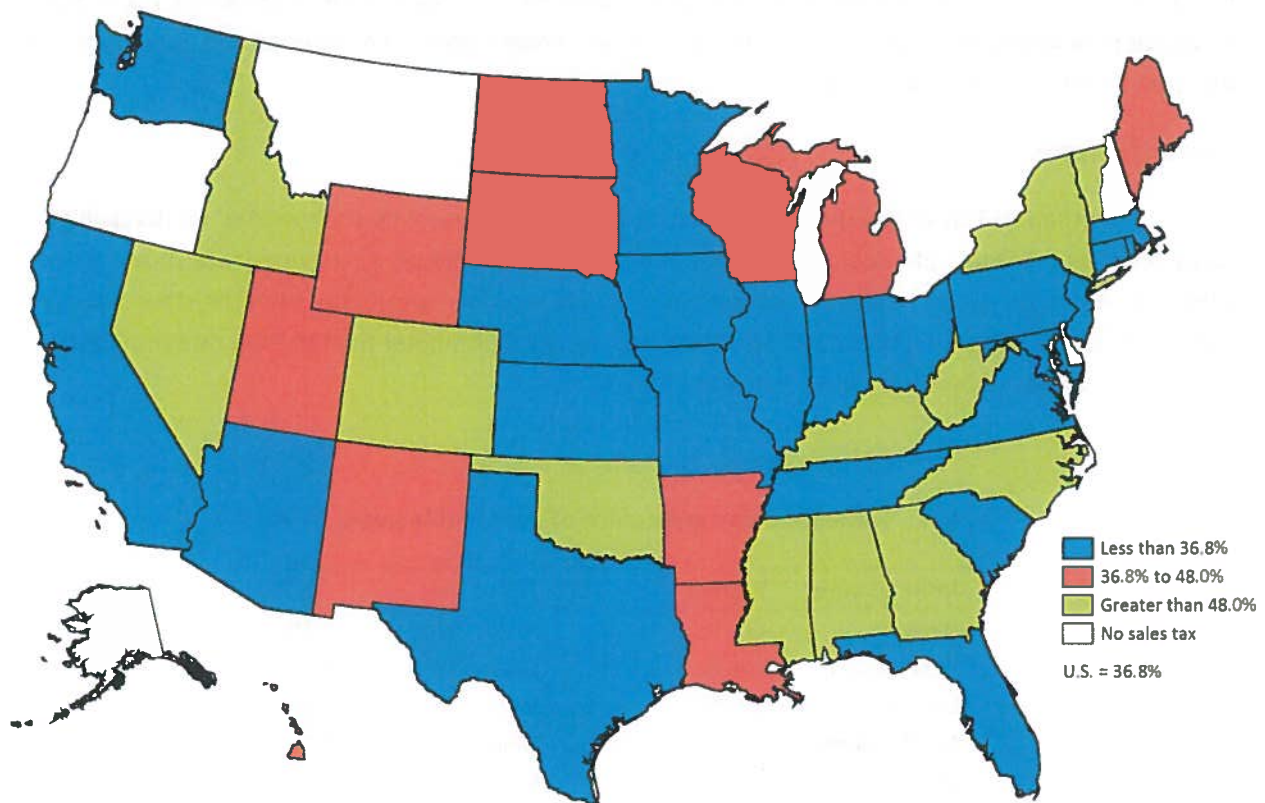 Less than 36.8%
36.8% to 48.0%
Greater than 48.0%
No sales tax
U.S. = 36.8%